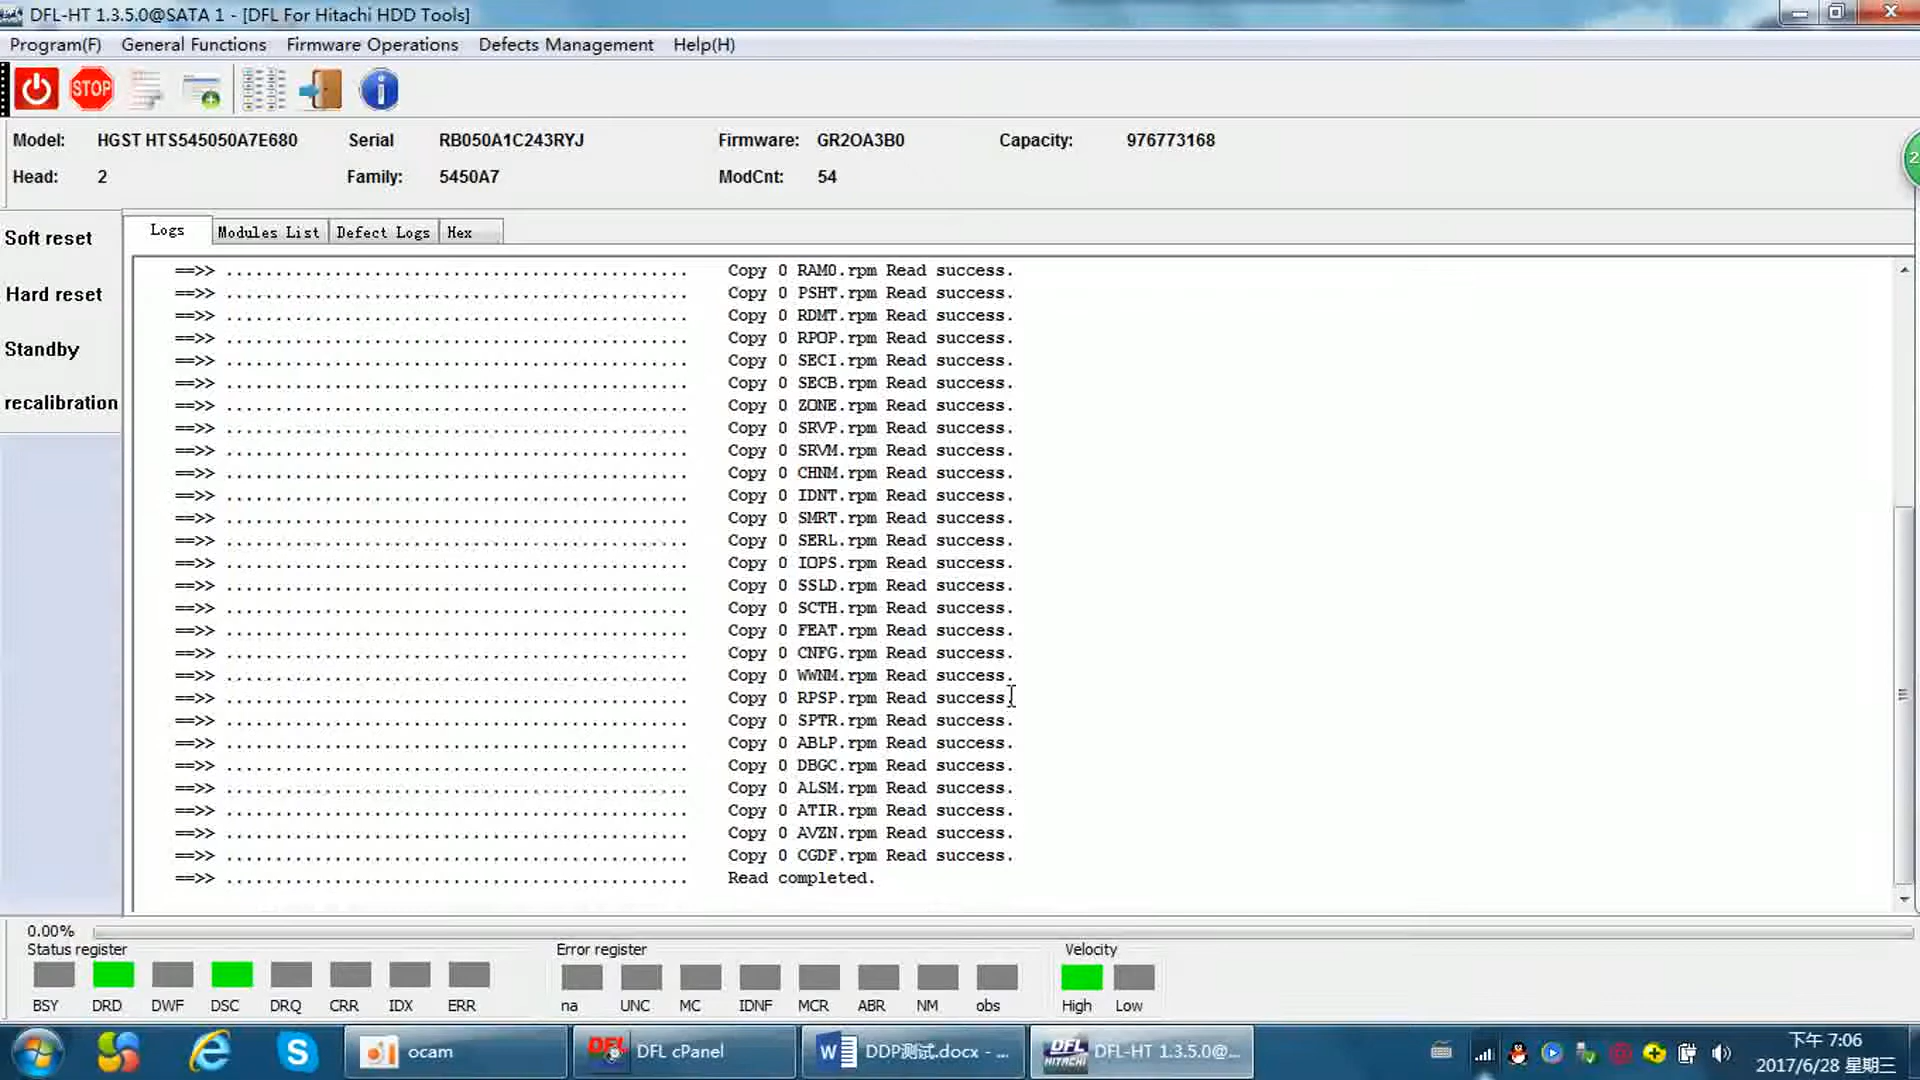 DFL-HT 1.3.5.0@SATA 1 - [DFL For Hitachi HDD Tools]
Program(F) General Functions Firmware Operations Defects Management Help(H)
STOP
Model: HGST HTS545050A7E680 Serial RB050A1C243RYJ Firmware: GR2OA3B0 Capacity: 976773168
Head: 2 Family: 5450A7 ModCnt: 54
2
Soft reset
Hard reset
Standby
recalibration
Logs Modules List Defect Logs Hex
==>> .............................................. Copy 0 RAM0.rpm Read success.
==>> .............................................. Copy 0 PSHT.rpm Read success.
==>> .............................................. Copy 0 RDMT.rpm Read success.
==>> .............................................. Copy 0 RPOP.rpm Read success.
==>> .............................................. Copy 0 SECI.rpm Read success.
==>> .............................................. Copy 0 SECB.rpm Read success.
==>> .............................................. Copy 0 ZONE.rpm Read success.
==>> .............................................. Copy 0 SRVP.rpm Read success.
==>> .............................................. Copy 0 SRVM.rpm Read success.
==>> .............................................. Copy 0 CHNM.rpm Read success.
==>> .............................................. Copy 0 IDNT.rpm Read success.
==>> .............................................. Copy 0 SMRT.rpm Read success.
==>> .............................................. Copy 0 SERL.rpm Read success.
==>> .............................................. Copy 0 IOPS.rpm Read success.
==>> .............................................. Copy 0 SSLD.rpm Read success.
==>> .............................................. Copy 0 SCTH.rpm Read success.
==>> .............................................. Copy 0 FEAT.rpm Read success.
==>> .............................................. Copy 0 CNFG.rpm Read success.
==>> .............................................. Copy 0 WWNM.rpm Read success.
==>> .............................................. Copy 0 RPSP.rpm Read success.
==>> .............................................. Copy 0 SPTR.rpm Read success.
==>> .............................................. Copy 0 ABLP.rpm Read success.
==>> .............................................. Copy 0 DBGC.rpm Read success.
==>> .............................................. Copy 0 ALSM.rpm Read success.
==>> .............................................. Copy 0 ATIR.rpm Read success.
==>> .............................................. Copy 0 AVZN.rpm Read success.
==>> .............................................. Copy 0 CGDF.rpm Read success.
==>> .............................................. Read completed.
0.00%
Status register Error register Velocity
BSY DRD DWF DSC DRQ CRR IDX ERR na UNC MC IDNF MCR ABR NM obs High Low
ocam
DFL DFL cPanel
DDP测试.docx - ...
DFL HITACHI DFL-HT 1.3.5.0@...
下午 7:06
2017/6/28 星期三